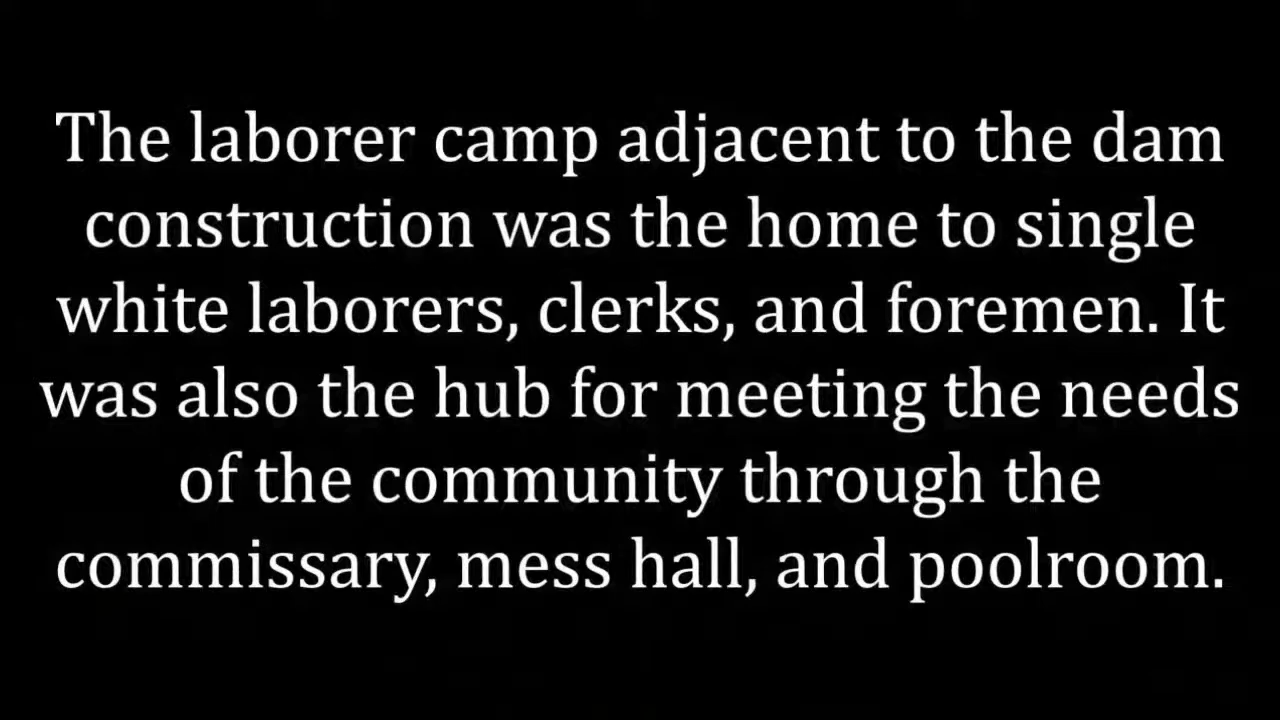 The laborer camp adjacent to the dam
construction was the home to single
white laborers, clerks, and foremen. It
was also the hub for meeting the needs
of the community through the
commissary, mess hall, and poolroom.